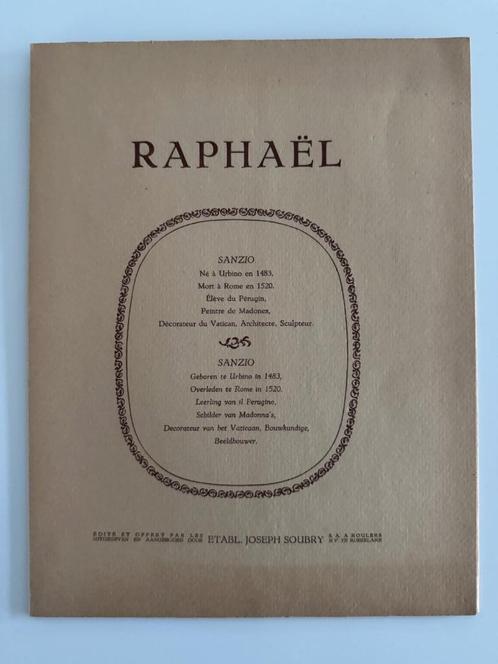 RAPHAËL
SANZIO
Né à Urbino en 1483,
Mort à Rome en 1520.
Élève du Pérugin,
Peintre de Madones,
Décorateur du Vatican, Architecte, Sculpteur.
SANZIO
Geboren te Urbino in 1483,
Overleden te Rome in 1520.
Leerling van il Perugino,
Schilder van Madonna's,
Decorateur van het Vaticaan, Bouwkundige,
Beeldhouwer.
ÉDITÉ ET OFFERT PAR LES
UITGEGEVEN EN AANGEBODEN DOOR
ETABL. JOSEPH SOUBRY
S. A. A ROULERS
N. V. TE ROESELARE